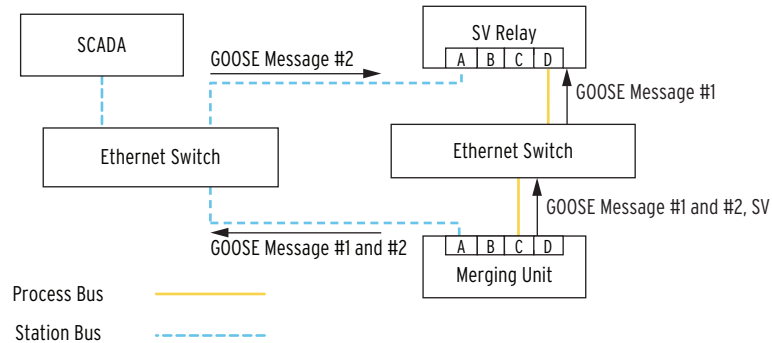 SCADA
SV Relay
A B C D
GOOSE Message #2
GOOSE Message #1
Ethernet Switch
Ethernet Switch
GOOSE Message #1 and #2, SV
GOOSE Message #1 and #2
A B C D
Merging Unit
Process Bus
Station Bus